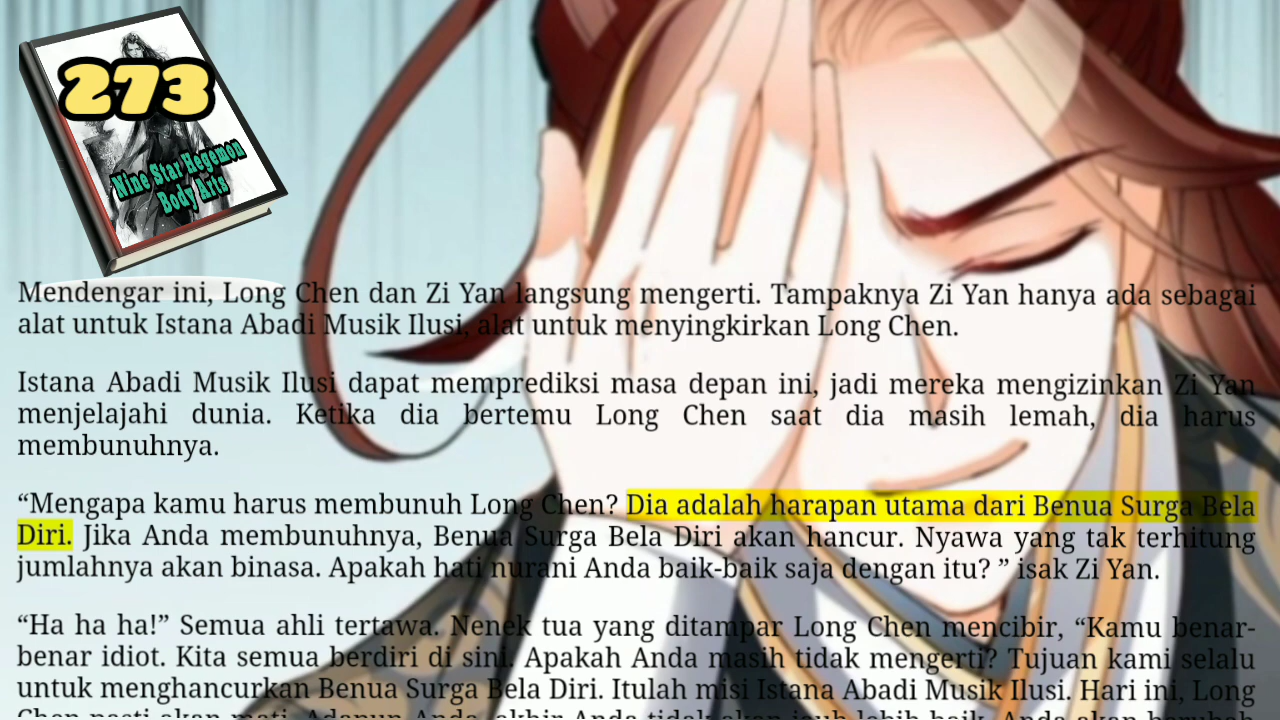 273
Nine Star Hegemon
Body Arts
Mendengar ini, Long Chen dan Zi Yan langsung mengerti. Tampaknya Zi Yan hanya ada sebagai
alat untuk Istana Abadi Musik Ilusi, alat untuk menyingkirkan Long Chen.
Istana Abadi Musik Ilusi dapat memprediksi masa depan ini, jadi mereka mengizinkan Zi Yan
menjelajahi dunia. Ketika dia bertemu Long Chen saat dia masih lemah, dia harus
membunuhnya.
“Mengapa kamu harus membunuh Long Chen? Dia adalah harapan utama dari Benua Surga Bela
Diri. Jika Anda membunuhnya, Benua Surga Bela Diri akan hancur. Nyawa yang tak terhitung
jumlahnya akan binasa. Apakah hati nurani Anda baik-baik saja dengan itu? ” isak Zi Yan.
“Ha ha ha!” Semua ahli tertawa. Nenek tua yang ditampar Long Chen mencibir, “Kamu benar-
benar idiot. Kita semua berdiri di sini. Apakah Anda masih tidak mengerti? Tujuan kami selalu
untuk menghancurkan Benua Surga Bela Diri. Itulah misi Istana Abadi Musik Ilusi. Hari ini, Long